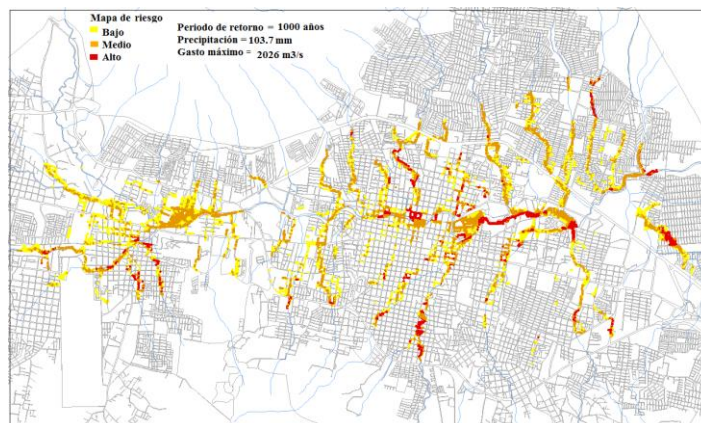 Mapa de riesgo
Bajo
Medio
Alto
Periodo de retorno = 1000 años
Precipitación = 103.7 mm
Gasto máximo = 2026 m3/s